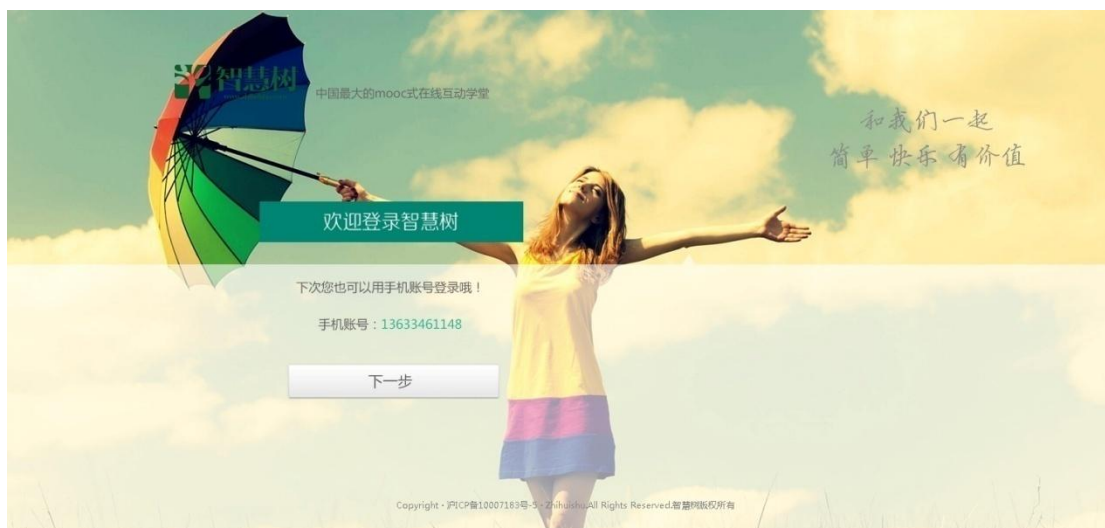 智慧树
中国最大的mooc式在线互动学堂
和我们一起
简单 快乐 有价值
欢迎登录智慧树
下次您也可以用手机账号登录哦！
手机账号：13633461148
下一步
Copyright · 沪ICP备10007183号-5 · Zhihuishu.All Rights Reserved.智慧树版权所有